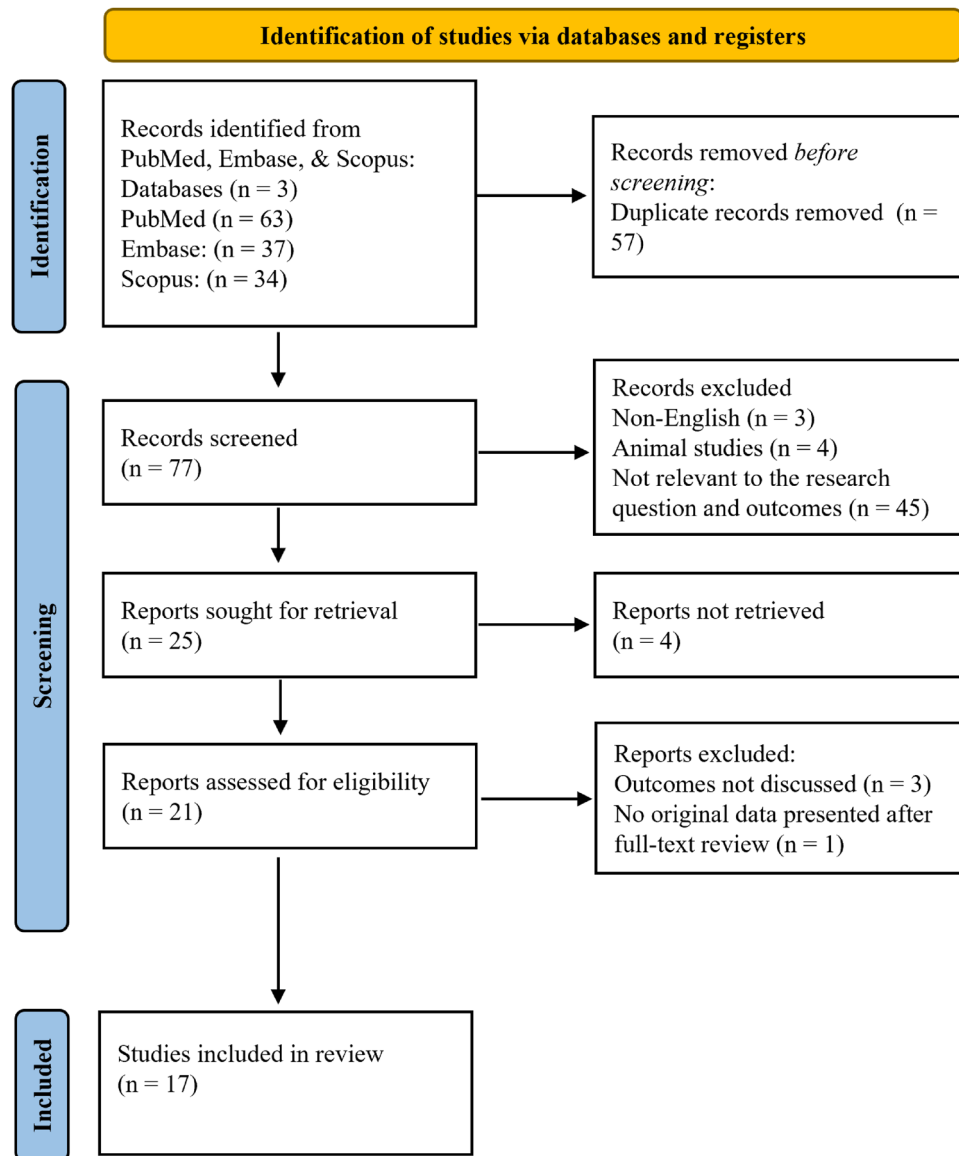 Identification of studies via databases and registers
Identification
Records identified from
PubMed, Embase, & Scopus:
Databases (n = 3)
PubMed (n = 63)
Embase: (n = 37)
Scopus: (n = 34)
Records removed before
screening:
Duplicate records removed (n =
57)
Screening
Records screened
(n = 77)
Records excluded
Non-English (n = 3)
Animal studies (n = 4)
Not relevant to the research
question and outcomes (n = 45)
Reports sought for retrieval
(n = 25)
Reports not retrieved
(n = 4)
Reports assessed for eligibility
(n = 21)
Reports excluded:
Outcomes not discussed (n = 3)
No original data presented after
full-text review (n = 1)
Included
Studies included in review
(n = 17)